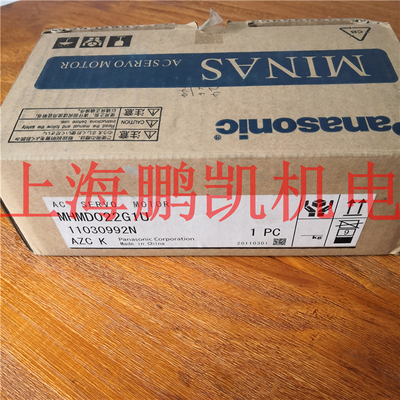 MINAS
AC SERVO MOTOR
Panasonic
注意
上海鹏凯机电
AC SERVO MOTOR
MHMD022G1U
11030992N
AZC K
Panasonic Corporation
Made in China
20110301
1 PC
kg